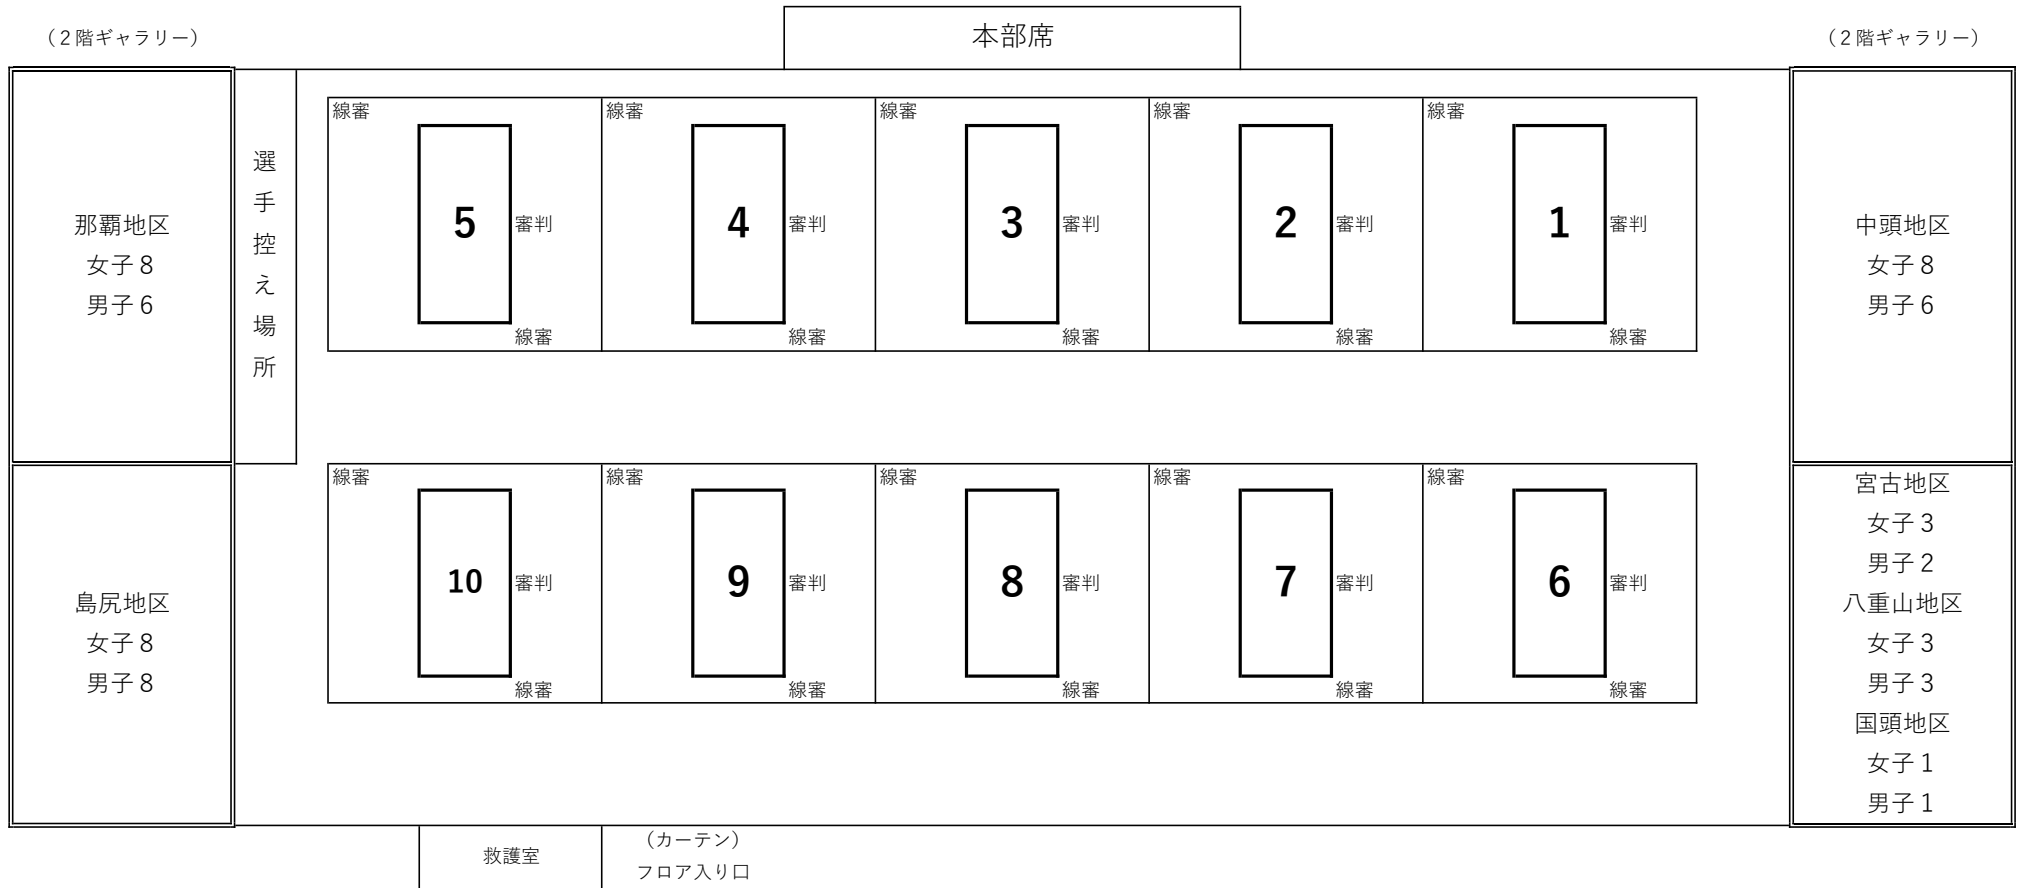 （２階ギャラリー）
本部席
（２階ギャラリー）
那覇地区
女子８
男子６
選手控え場所
線審
5
審判
線審
線審
4
審判
線審
線審
3
審判
線審
線審
2
審判
線審
線審
1
審判
線審
中頭地区
女子８
男子６
島尻地区
女子８
男子８
線審
10
審判
線審
線審
9
審判
線審
線審
8
審判
線審
線審
7
審判
線審
線審
6
審判
線審
宮古地区
女子３
男子２
八重山地区
女子３
男子３
国頭地区
女子１
男子１
救護室
（カーテン）
フロア入り口